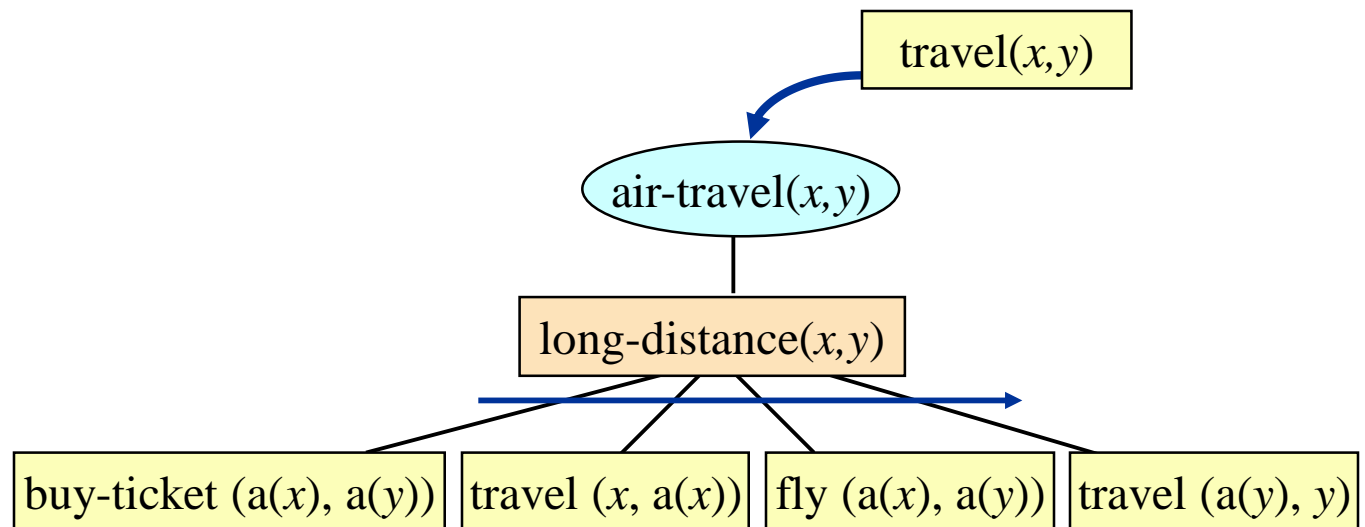 travel(x,y)
air-travel(x,y)
long-distance(x,y)
buy-ticket (a(x), a(y))
travel (x, a(x))
fly (a(x), a(y))
travel (a(y), y)